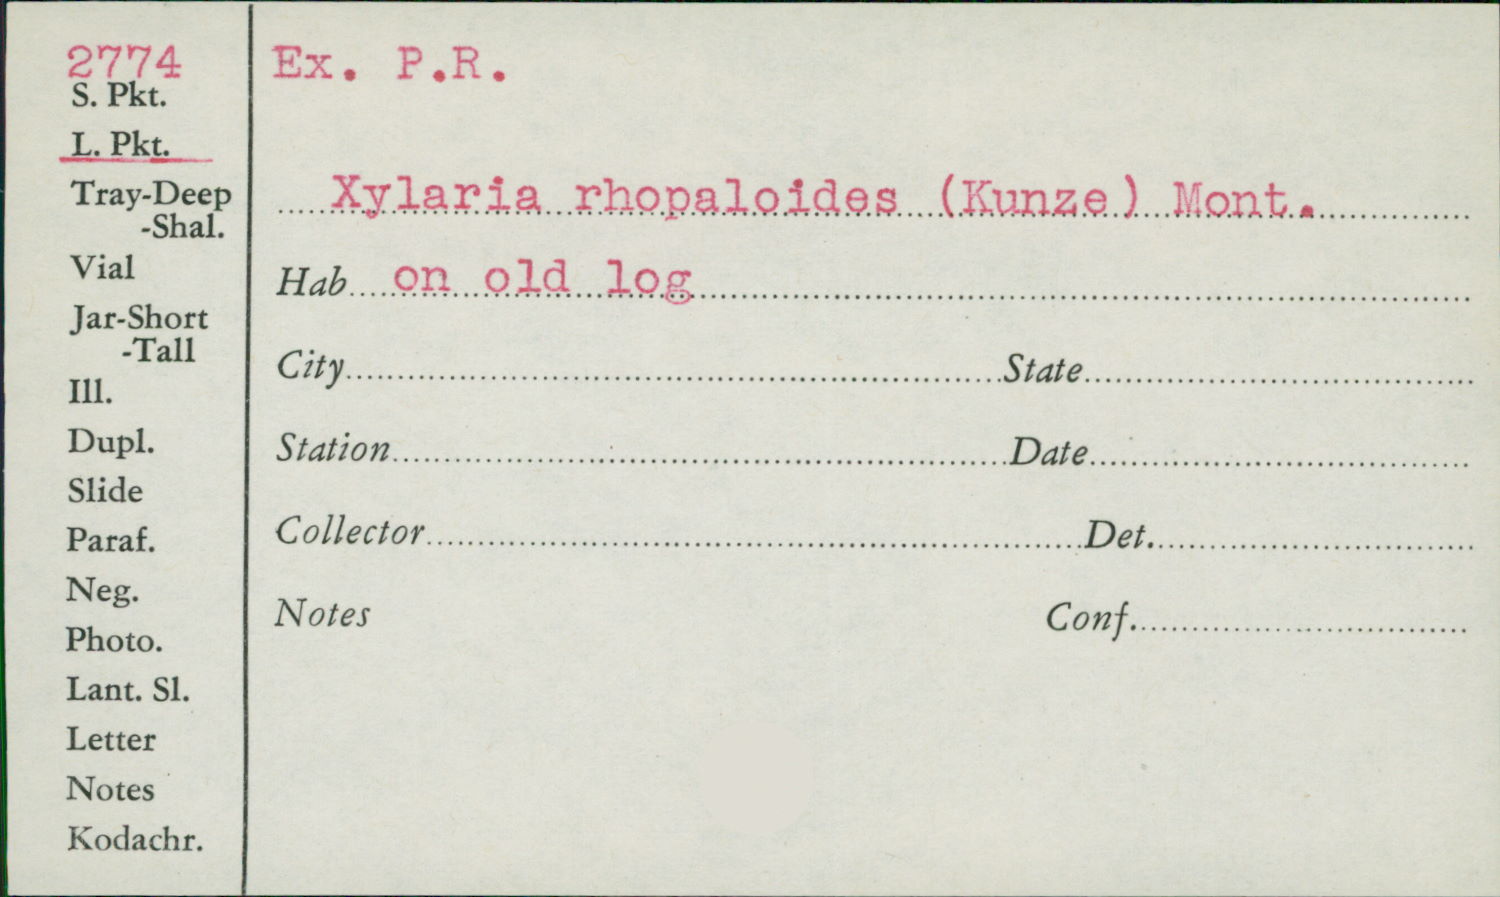 2774
S. Pkt.
L. Pkt.
Tray-Deep
-Shal.
Vial
Jar-Short
-Tall
Ill.
Dupl.
Slide
Paraf.
Neg.
Photo.
Lant. Sl.
Letter
Notes
Kodachr.
Ex. P.R.
Xylaria rhopaloides (Kunze) Mont.
Hab on old log
City State
Station Date
Collector Det.
Notes Conf.